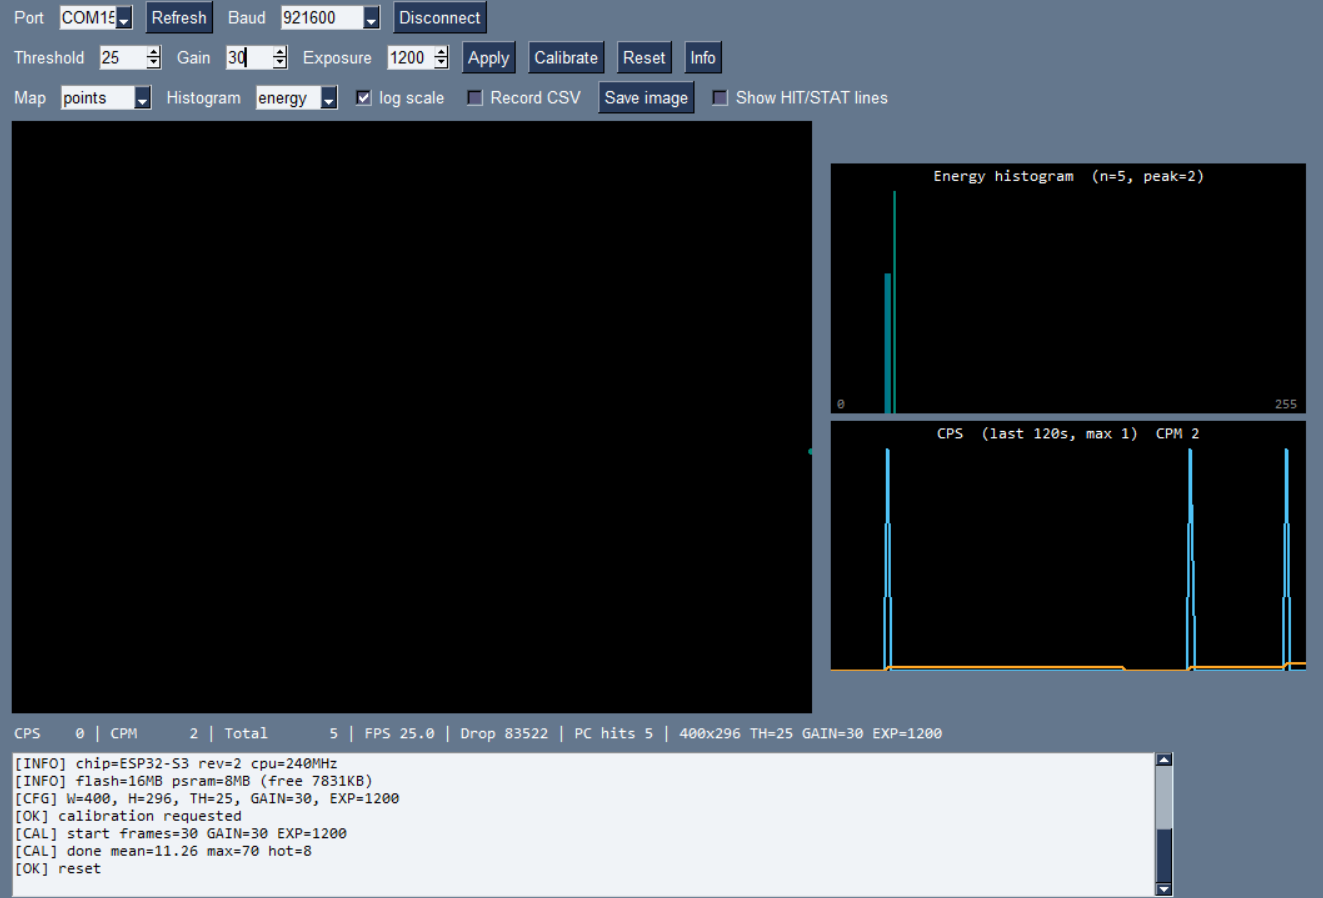 Port COM15 Refresh Baud 921600 Disconnect
Threshold 25 Gain 30 Exposure 1200 Apply Calibrate Reset Info
Map points Histogram energy log scale Record CSV Save image Show HIT/STAT lines
Energy histogram (n=5, peak=2)
0 255
CPS (last 120s, max 1) CPM 2
CPS 0 | CPM 2 | Total 5 | FPS 25.0 | Drop 83522 | PC hits 5 | 400x296 TH=25 GAIN=30 EXP=1200
[INFO] chip=ESP32-S3 rev=2 cpu=240MHz
[INFO] flash=16MB psram=8MB (free 7831KB)
[CFG] W=400, H=296, TH=25, GAIN=30, EXP=1200
[OK] calibration requested
[CAL] start frames=30 GAIN=30 EXP=1200
[CAL] done mean=11.26 max=70 hot=8
[OK] reset